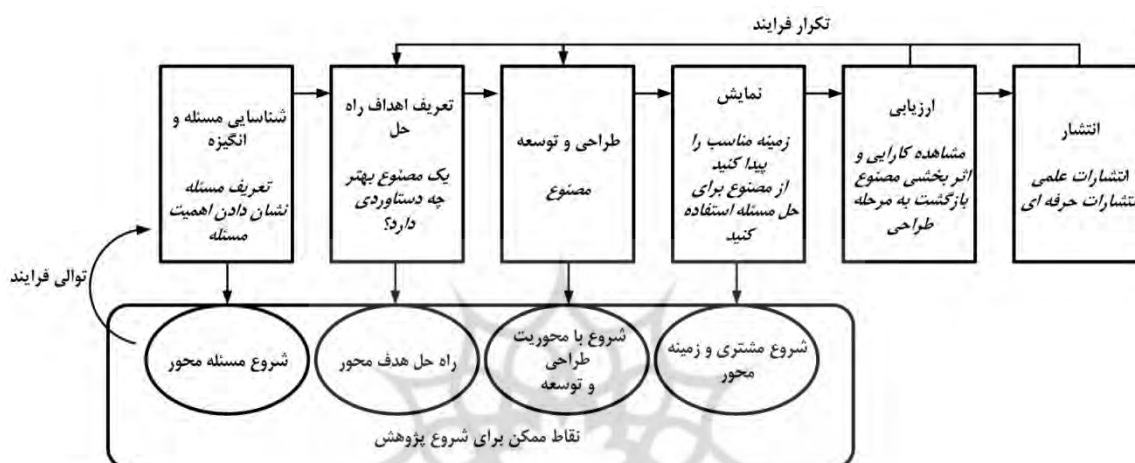 تکرار فرایند
شناسایی مسئله و
انگیزه
تعریف مسئله
نشان دادن اهمیت
مسئله
تعریف اهداف راه
حل
یک مصنوع بهتر
چه دستاوردی
دارد؟
طراحی و توسعه
مصنوع
نمایش
زمینه مناسب را
پیدا کنید
از مصنوع برای
حل مسئله استفاده
کنید
ارزیابی
مشاهده کارایی و
اثر بخشی مصنوع
بازگشت به مرحله
طراحی
انتشار
انتشارات علمی
نتشارات حرفه ای
توالی فرایند
شروع مسئله محور
راه حل هدف محور
شروع با محوریت
طراحی
و توسعه
شروع مشتری و زمینه
محور
نقاط ممکن برای شروع پژوهش